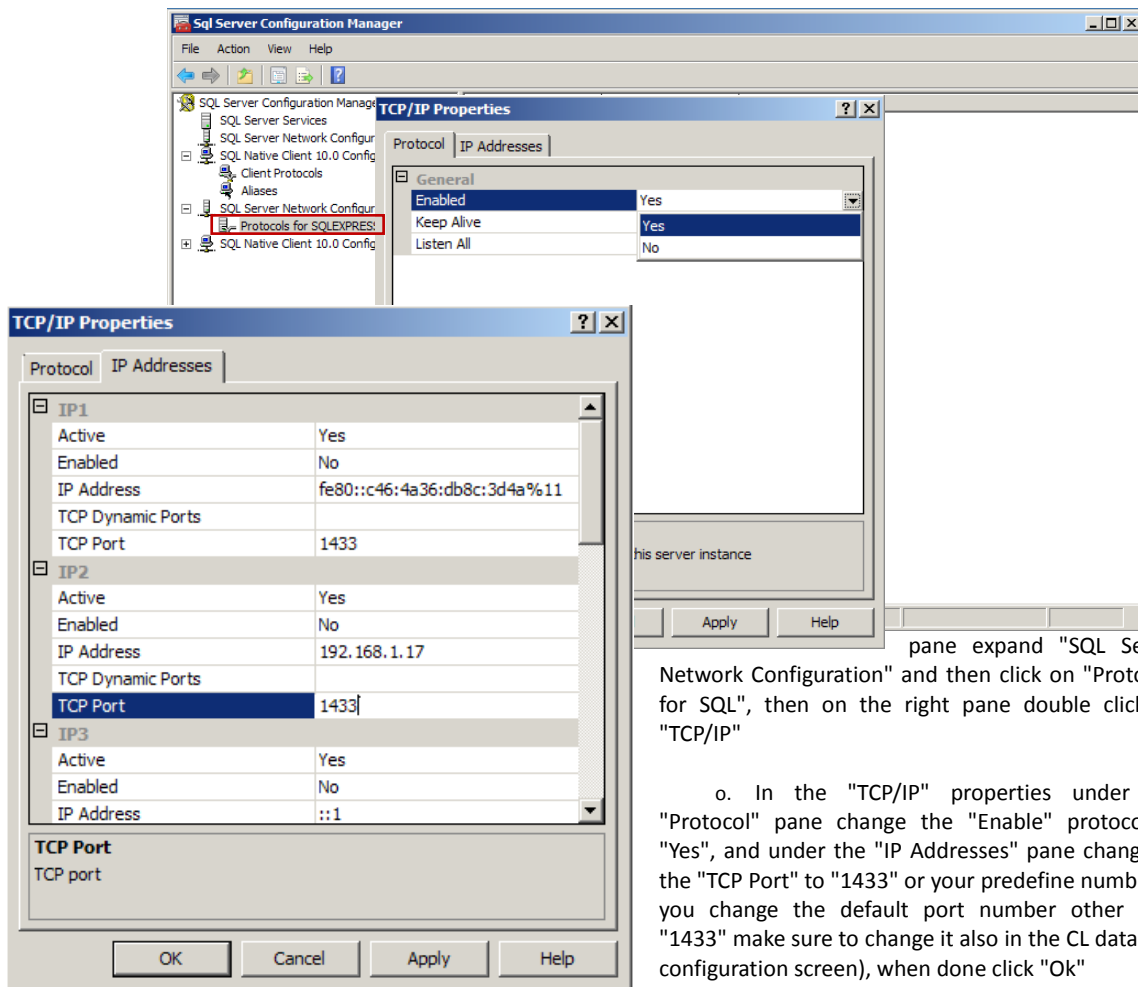 Sql Server Configuration Manager
File Action View Help
SQL Server Configuration Manage
SQL Server Services
SQL Server Network Configur
SQL Native Client 10.0 Config
Client Protocols
Aliases
SQL Server Network Configur
Protocols for SQLEXPRES
SQL Native Client 10.0 Config
TCP/IP Properties
Protocol IP Addresses
General
Enabled Yes
Keep Alive Yes
Listen All No
his server instance
Apply Help
TCP/IP Properties
Protocol IP Addresses
IP1
Active Yes
Enabled No
IP Address fe80::c46:4a36:db8c:3d4a%11
TCP Dynamic Ports
TCP Port 1433
IP2
Active Yes
Enabled No
IP Address 192.168.1.17
TCP Dynamic Ports
TCP Port 1433
IP3
Active Yes
Enabled No
IP Address ::1
TCP Port
TCP port
OK Cancel Apply Help
pane expand "SQL Se
Network Configuration" and then click on "Proto
for SQL", then on the right pane double clic
"TCP/IP"
o. In the "TCP/IP" properties under
"Protocol" pane change the "Enable" protoco
"Yes", and under the "IP Addresses" pane chang
the "TCP Port" to "1433" or your predefine numb
you change the default port number other
"1433" make sure to change it also in the CL data
configuration screen), when done click "Ok"